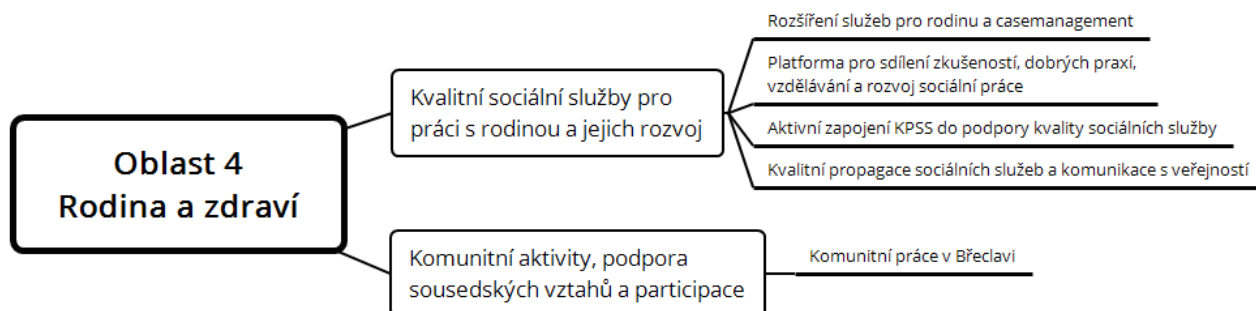 Oblast 4
Rodina a zdraví
Kvalitní sociální služby pro
práci s rodinou a jejich rozvoj
Rozšíření služeb pro rodinu a casemanagement
Platforma pro sdílení zkušeností, dobrých praxí,
vzdělávání a rozvoj sociální práce
Aktivní zapojení KPSS do podpory kvality sociálních služby
Kvalitní propagace sociálních služeb a komunikace s veřejností
Komunitní aktivity, podpora
sousedských vztahů a participace
Komunitní práce v Břeclavi